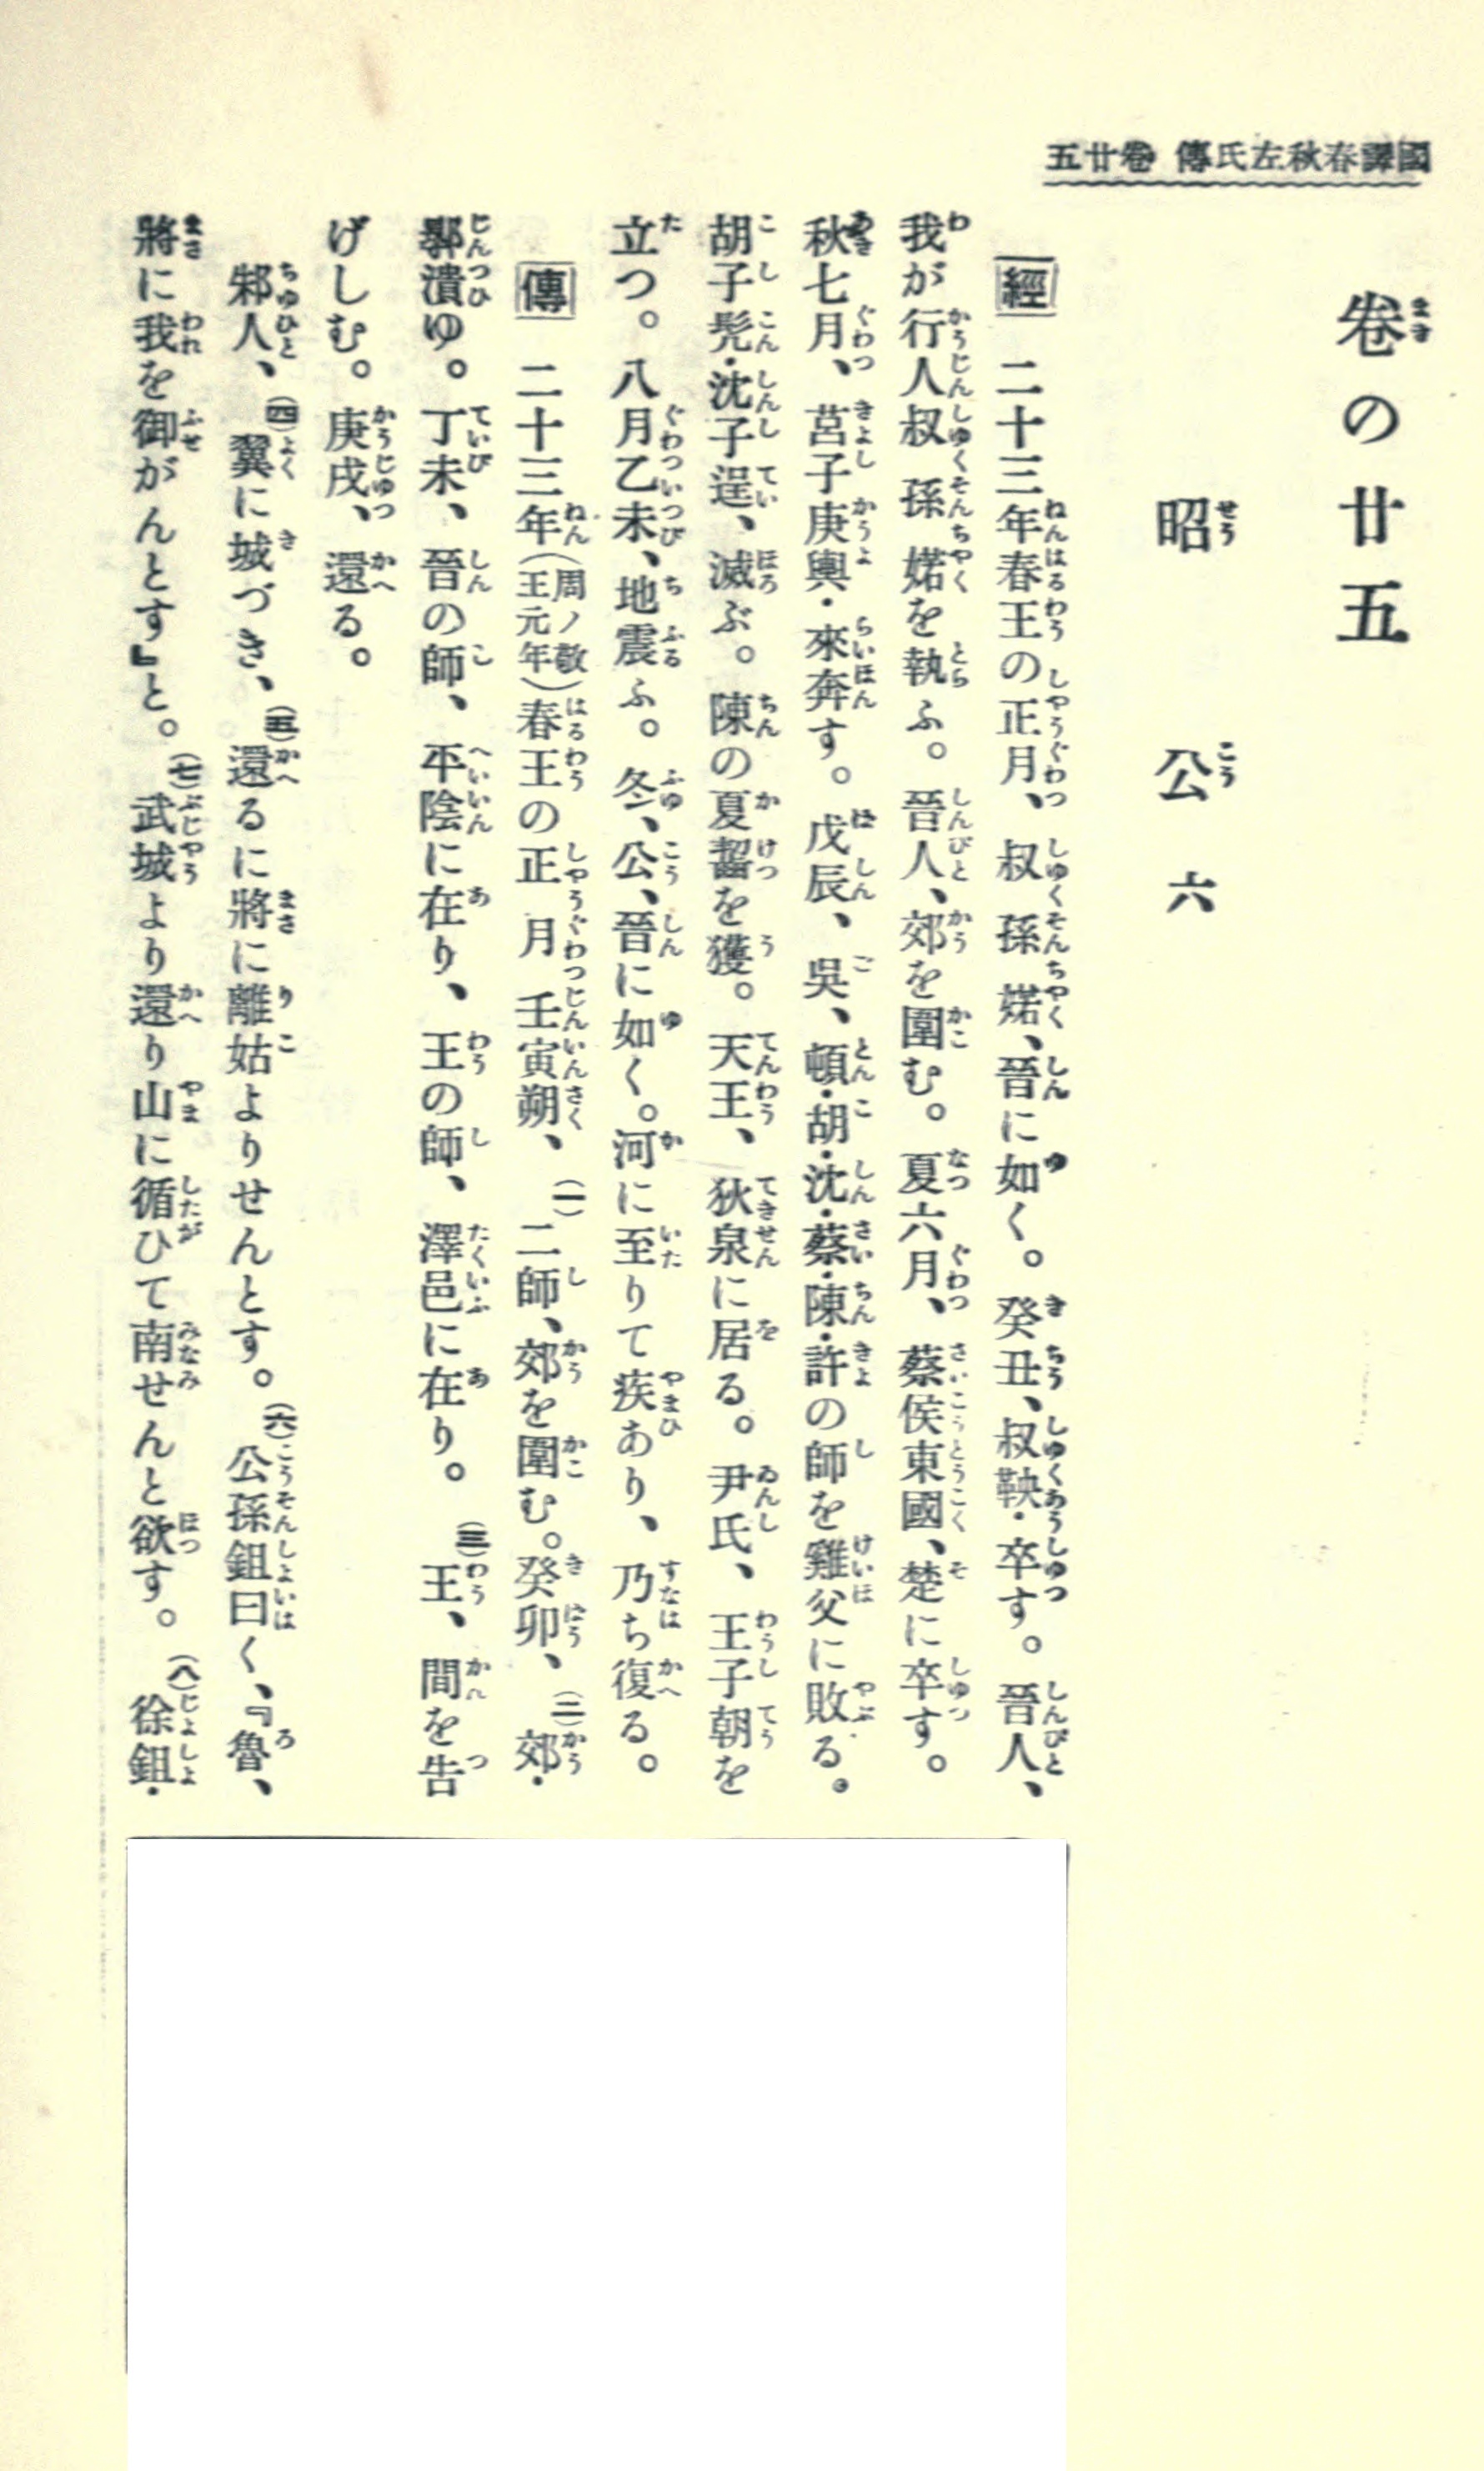 國譯春秋左氏傳 卷廿五
卷の廿五
昭公 六
經 二十三年春王の正月、叔孫婼、晉に如く。癸丑、叔鞅・卒す。晉人、
我が行人叔孫婼を執ふ。晉人、郊を圍む。夏六月、蔡侯東國、楚に卒す。
秋七月、莒子庚輿・來奔す。戊辰、吳、頓・胡・沈・蔡・陳・許の師を雞父に敗る。
胡子髡・沈子逞、滅ぶ。陳の夏齧を獲。天王、狄泉に居る。尹氏、王子朝を
立つ。八月乙未、地震ふ。冬、公、晉に如く。河に至りて疾あり、乃ち復る。
傳 二十三年(周ノ敬王元年)春王の正月壬寅朔、(一)二師、郊を圍む。癸卯、(二)郊・
鄩潰ゆ。丁未、晉の師、平陰に在り、王の師、澤邑に在り。(三)王、間を告
げしむ。庚戌、還る。
邾人、(四)翼に城づき、(五)還るに將に離姑よりせんとす。(六)公孫鉏曰く、『魯、
將に我を御がんとす』と。(七)武城より還り山に循ひて南せんと欲す。(八)徐鉏・